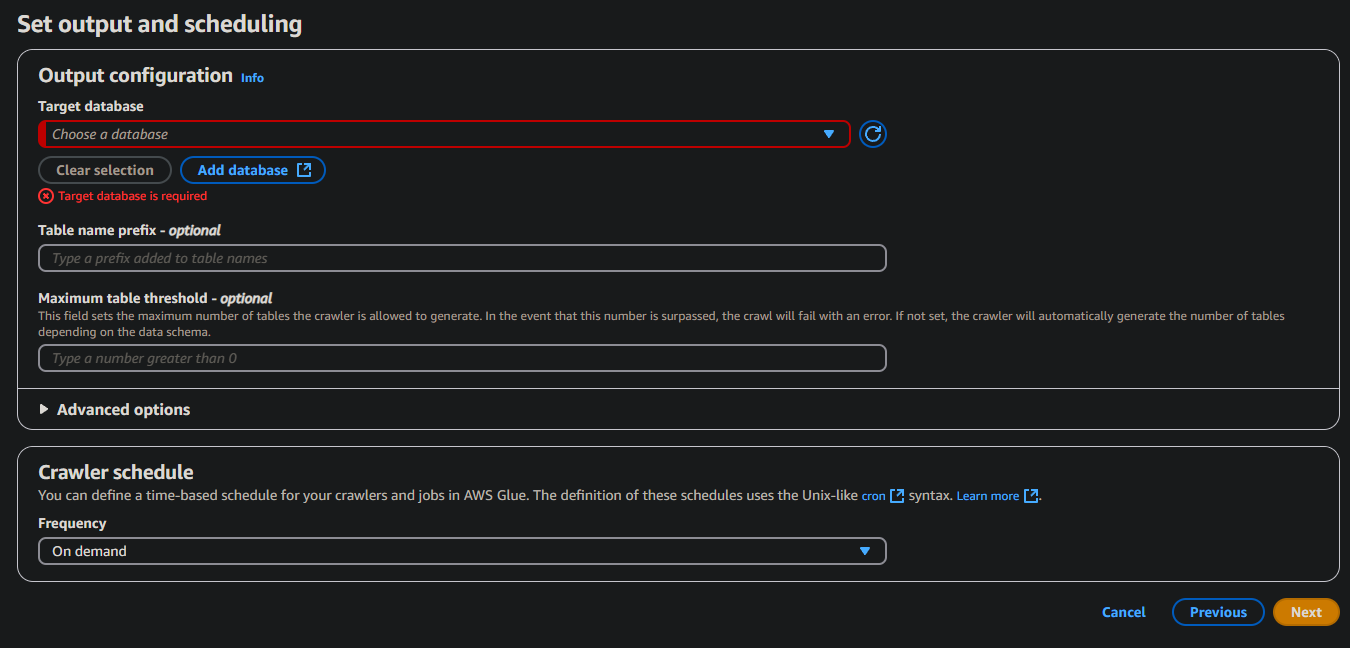 Set output and scheduling
Output configuration Info
Target database
Choose a database
Clear selection Add database
Target database is required
Table name prefix - optional
Type a prefix added to table names
Maximum table threshold - optional
This field sets the maximum number of tables the crawler is allowed to generate. In the event that this number is surpassed, the crawl will fail with an error. If not set, the crawler will automatically generate the number of tables
depending on the data schema.
Type a number greater than 0
Advanced options
Crawler schedule
You can define a time-based schedule for your crawlers and jobs in AWS Glue. The definition of these schedules uses the Unix-like cron syntax. Learn more.
Frequency
On demand
Cancel Previous Next